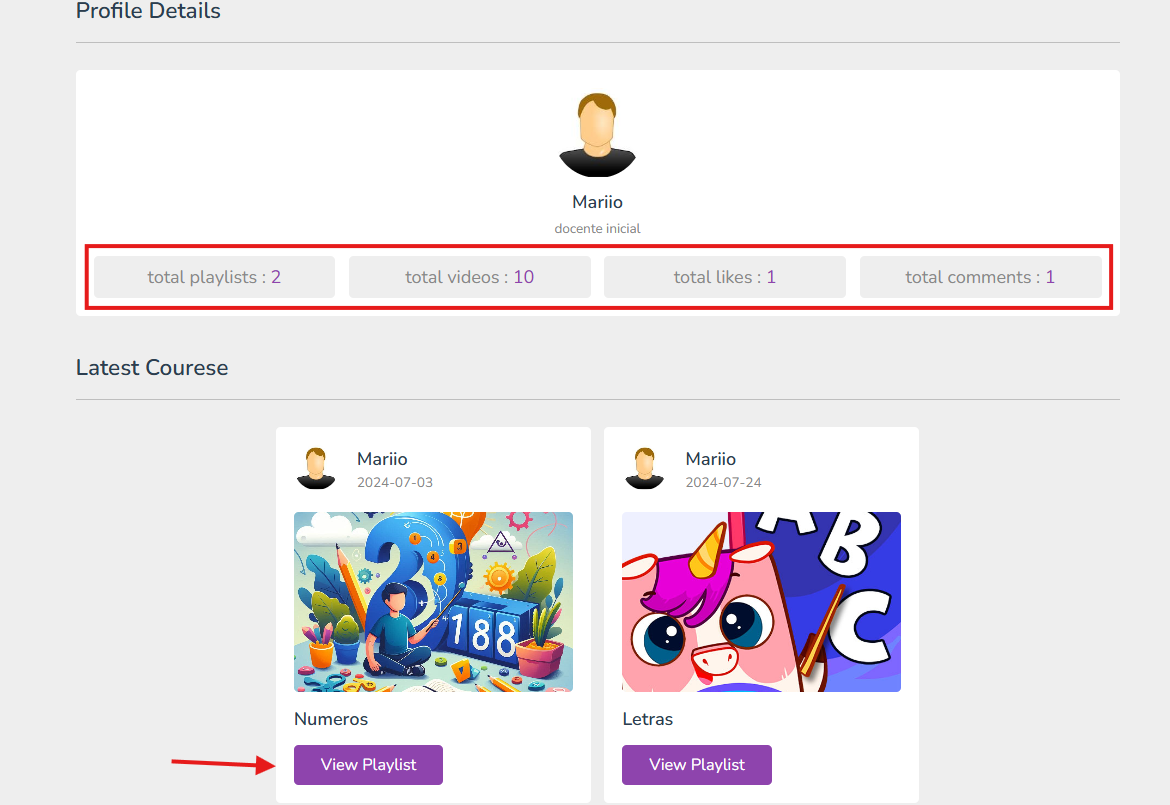 Profile Details
Mariio
docente inicial
total playlists : 2
total videos : 10
total likes : 1
total comments : 1
Latest Courese
Mariio
2024-07-03
Mariio
2024-07-24
3
188
A B
C
Numeros
Letras
View Playlist
View Playlist